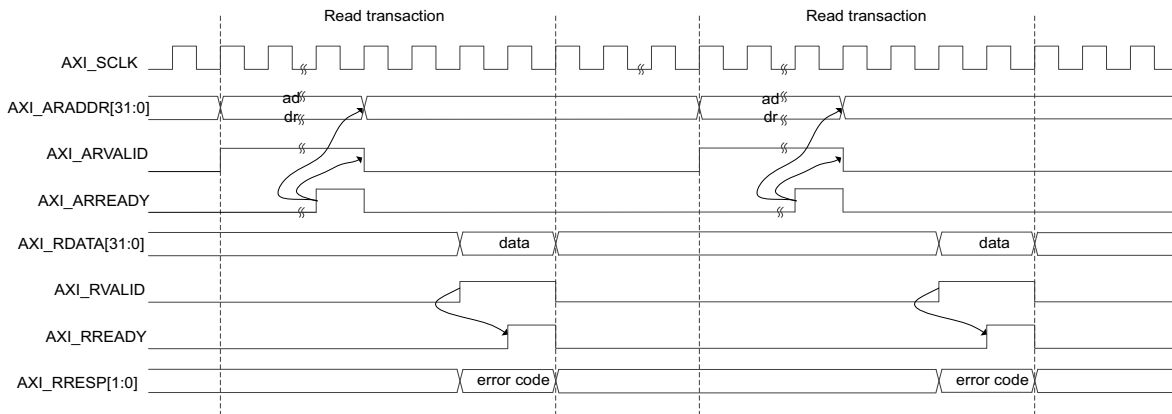 Read transaction
Read transaction
AXI_SCLK
AXI_ARADDR[31:0]
ad
dr
ad
dr
AXI_ARVALID
AXI_ARREADY
AXI_RDATA[31:0]
data
data
AXI_RVALID
AXI_RREADY
AXI_RRESP[1:0]
error code
error code